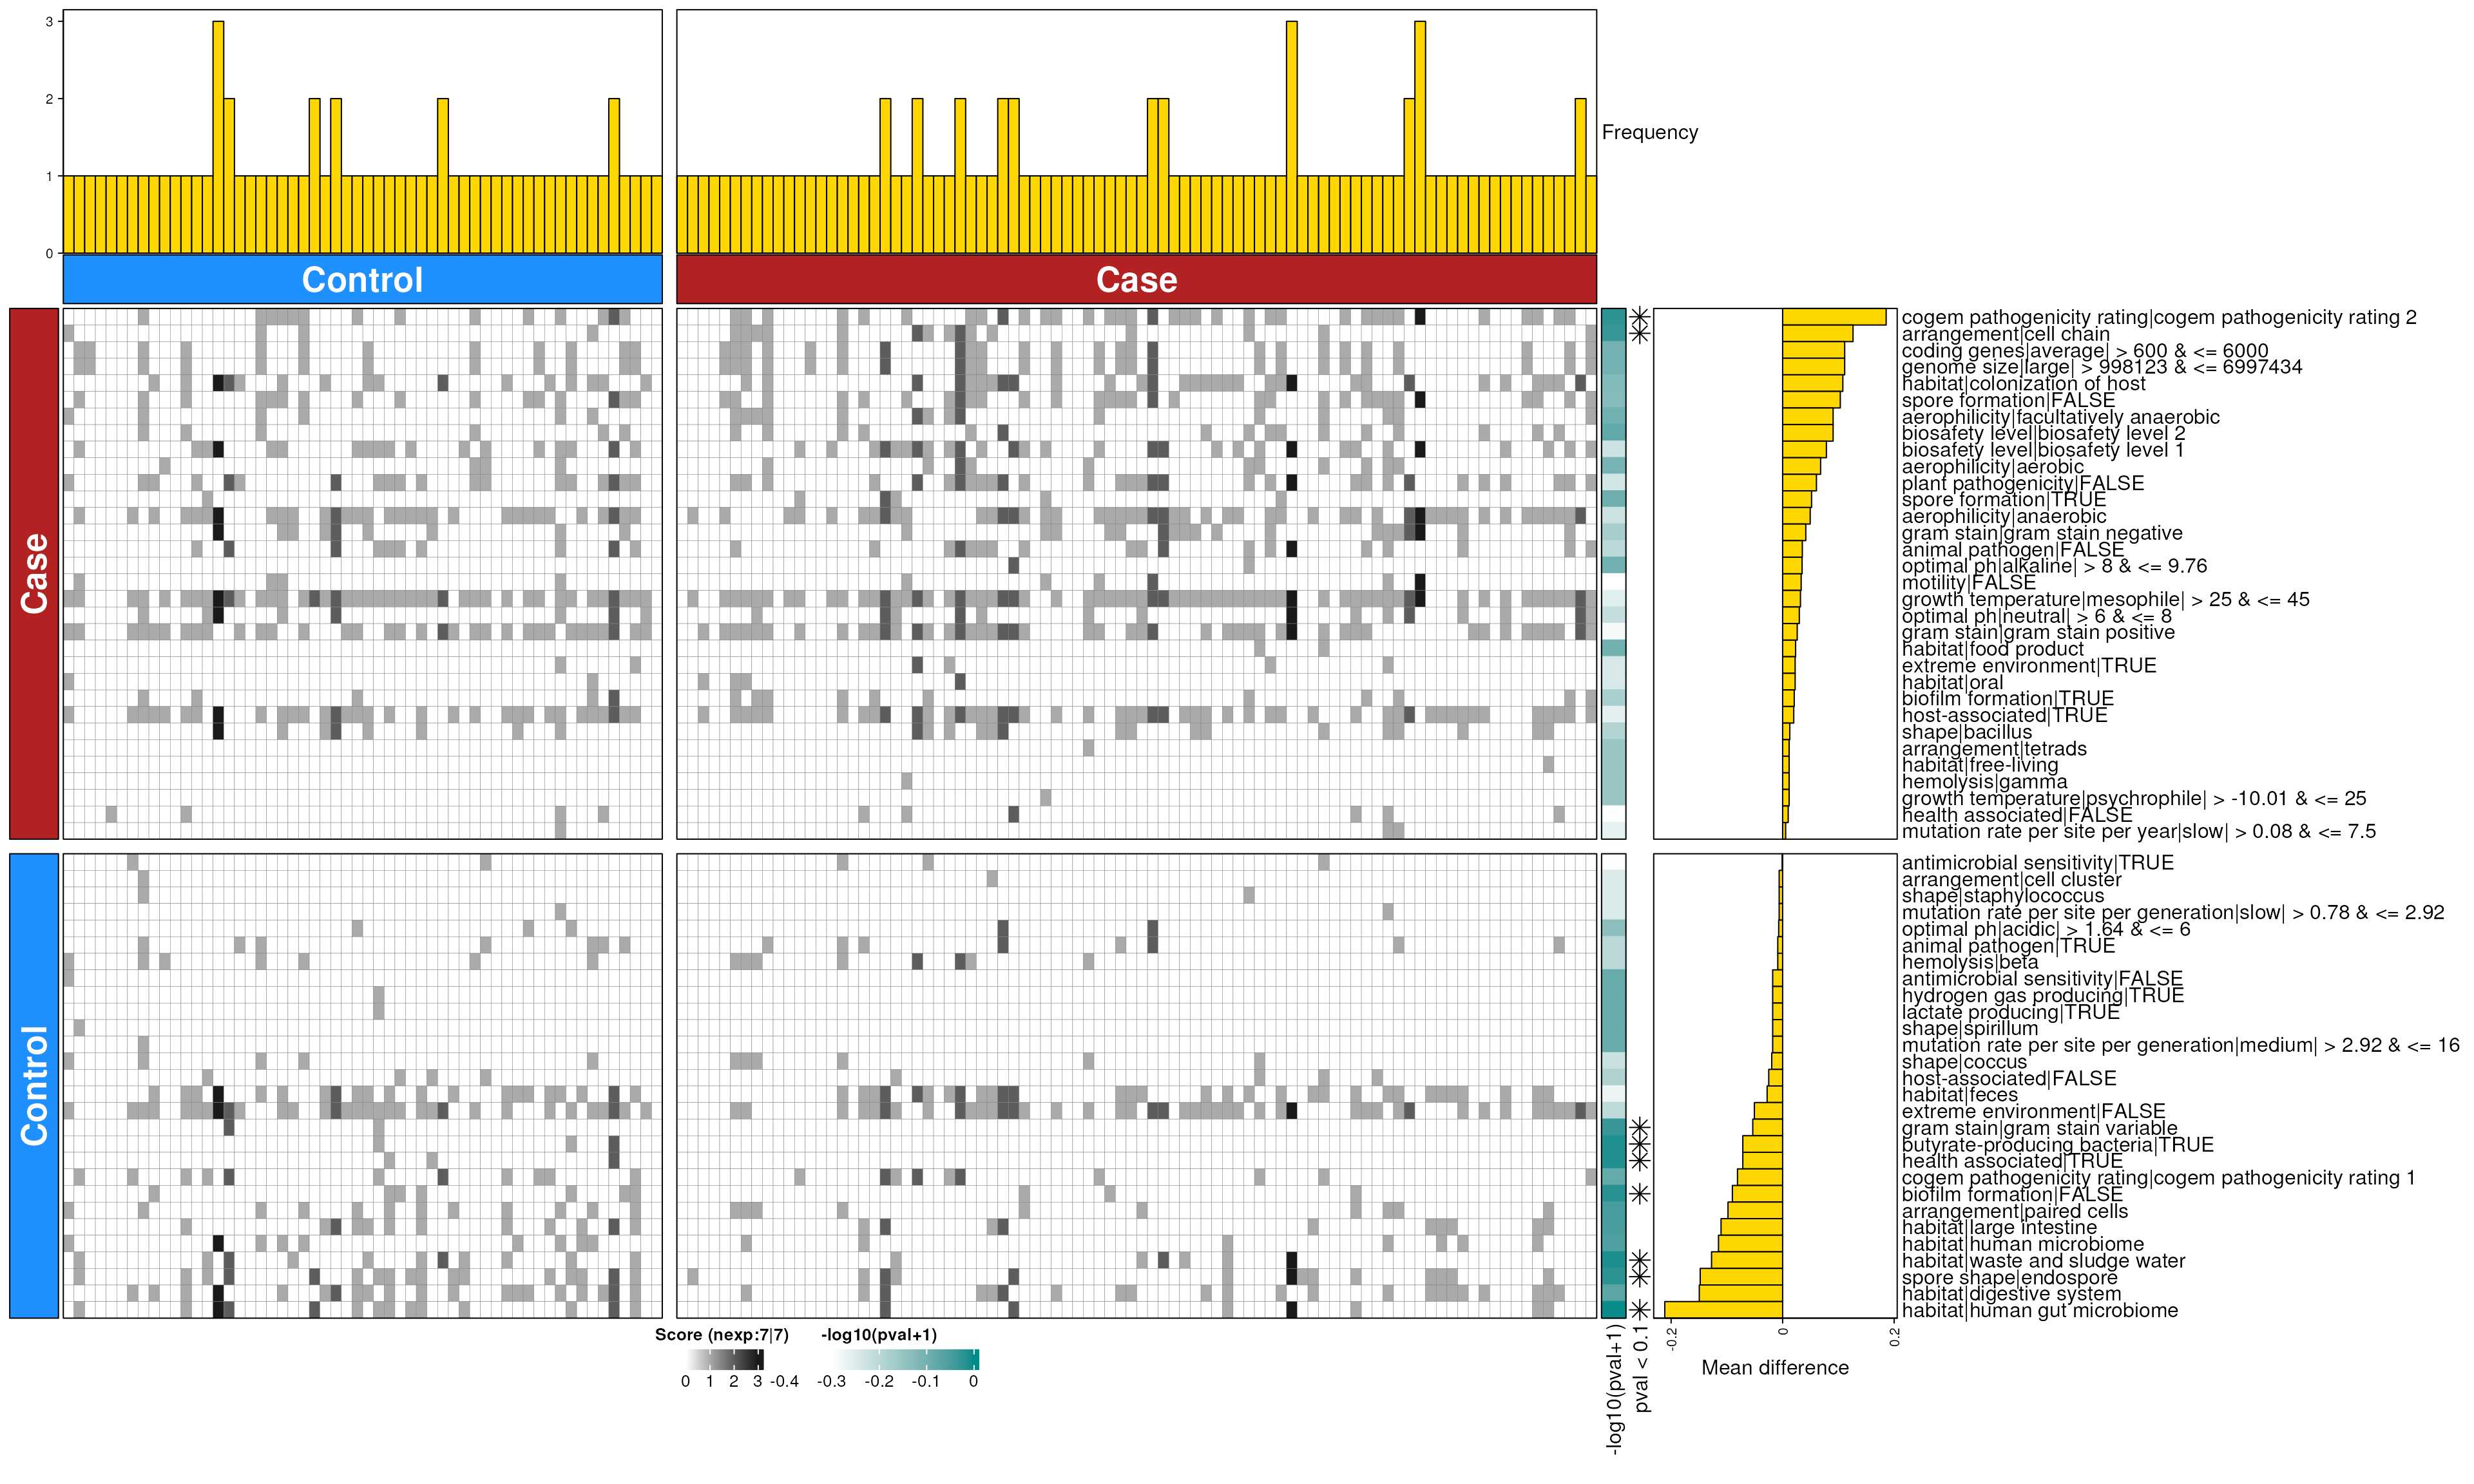 3
2
1
0
Frequency
Control
Case
Case
cogem pathogenicity rating|cogem pathogenicity rating 2
arrangement|cell chain
coding genes|average| > 600 & <= 6000
genome size|large| > 998123 & <= 6997434
habitat|colonization of host
spore formation|FALSE
aerophilicity|facultatively anaerobic
biosafety level|biosafety level 2
biosafety level|biosafety level 1
aerophilicity|aerobic
plant pathogenicity|FALSE
spore formation|TRUE
aerophilicity|anaerobic
gram stain|gram stain negative
animal pathogen|FALSE
optimal ph|alkaline| > 8 & <= 9.76
motility|FALSE
growth temperature|mesophile| > 25 & <= 45
optimal ph|neutral| > 6 & <= 8
gram stain|gram stain positive
habitat|food product
extreme environment|TRUE
habitat|oral
biofilm formation|TRUE
host-associated|TRUE
shape|bacillus
arrangement|tetrads
habitat|free-living
hemolysis|gamma
growth temperature|psychrophile| > -10.01 & <= 25
health associated|FALSE
mutation rate per site per year|slow| > 0.08 & <= 7.5
Control
antimicrobial sensitivity|TRUE
arrangement|cell cluster
shape|staphylococcus
mutation rate per site per generation|slow| > 0.78 & <= 2.92
optimal ph|acidic| > 1.64 & <= 6
animal pathogen|TRUE
hemolysis|beta
antimicrobial sensitivity|FALSE
hydrogen gas producing|TRUE
lactate producing|TRUE
shape|spirillum
mutation rate per site per generation|medium| > 2.92 & <= 16
shape|coccus
host-associated|FALSE
habitat|feces
extreme environment|FALSE
gram stain|gram stain variable
butyrate-producing bacteria|TRUE
health associated|TRUE
cogem pathogenicity rating|cogem pathogenicity rating 1
biofilm formation|FALSE
arrangement|paired cells
habitat|large intestine
habitat|human microbiome
habitat|waste and sludge water
spore shape|endospore
habitat|digestive system
habitat|human gut microbiome
-log10(pval+1)
pval < 0.1
-0.2 0 0.2
Mean difference
Score (nexp:7|7) -log10(pval+1)
0 1 2 3 -0.4 -0.3 -0.2 -0.1 0